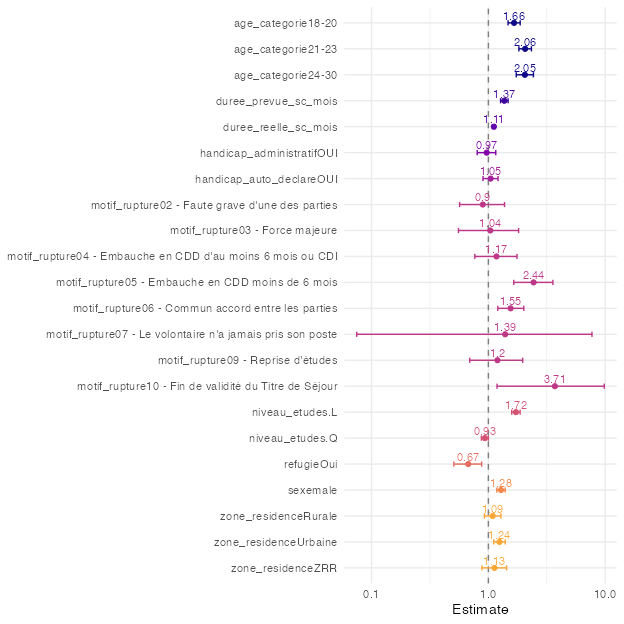 age_categorie18-20 1.66
age_categorie21-23 2.06
age_categorie24-30 2.05
duree_prevue_sc_mois 1.37
duree_reelle_sc_mois 1.11
handicap_administratifOUI 0.97
handicap_auto_declareOUI 1.05
motif_rupture02 - Faute grave d'une des parties 0.9
motif_rupture03 - Force majeure 1.04
motif_rupture04 - Embauche en CDD d'au moins 6 mois ou CDI 1.17
motif_rupture05 - Embauche en CDD moins de 6 mois 2.44
motif_rupture06 - Commun accord entre les parties 1.55
motif_rupture07 - Le volontaire n'a jamais pris son poste 1.39
motif_rupture09 - Reprise d'études 1.2
motif_rupture10 - Fin de validité du Titre de Séjour 3.71
niveau_etudes.L 1.72
niveau_etudes.Q 0.93
refugieOui 0.67
sexemale 1.28
zone_residenceRurale 1.09
zone_residenceUrbaine 1.24
zone_residenceZRR 1.13
0.1 1.0 10.0
Estimate